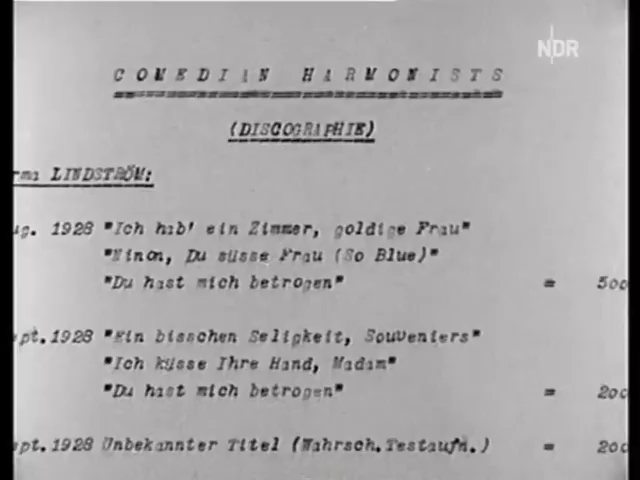 NDR
COMEDIAN HARMONISTS
(DISCOGRAPHIE)
rma LINDSTRÖM:
ug. 1928 "Ich hab' ein Zimmer, goldige Frau"
"Ninon, Du süsse Frau (So Blue)"
"Du hast mich betrogen" = 500
pt. 1928 "Ein bisschen Seligkeit, Souveniers"
"Ich küsse Ihre Hand, Madam"
"Du hast mich betrogen" = 200
ept. 1928 Unbekannter Titel (Wahrsch. Testaufn.) = 200